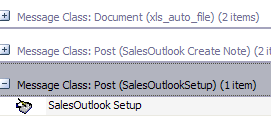 Message Class: Document (xls_auto_file) (2 items)
Message Class: Post (SalesOutlook Create Note) (2 it
Message Class: Post (SalesOutlookSetup) (1 item)
SalesOutlook Setup